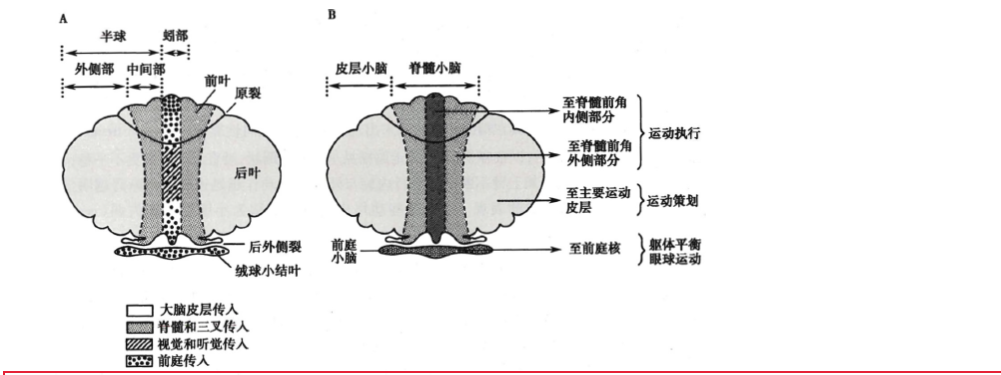 A
半球
蚓部
外侧部
中间部
前叶
原裂
后叶
后外侧裂
绒球小结叶
大脑皮层传入
脊髓和三叉传入
视觉和听觉传入
前庭传入
B
皮层小脑
脊髓小脑
至脊髓前角
内侧部分
至脊髓前角
外侧部分
运动执行
至主要运动
皮层
运动策划
前庭
小脑
至前庭核
躯体平衡
眼球运动